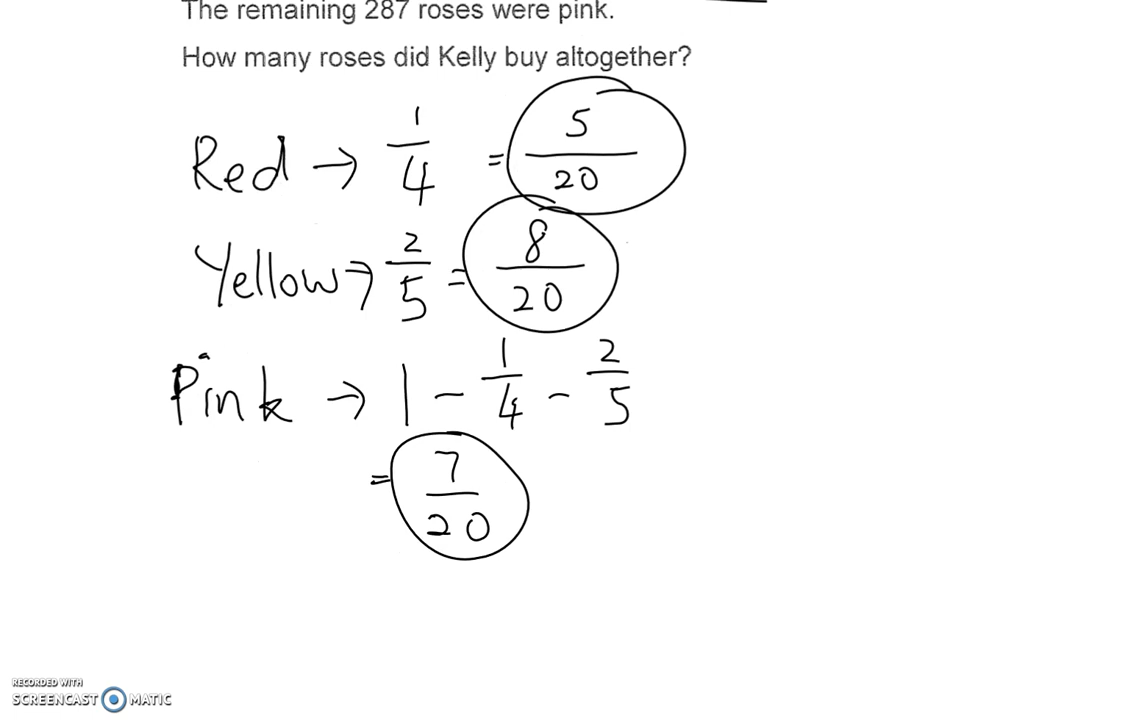 The remaining 287 roses were pink.
How many roses did Kelly buy altogether?
Red → 1/4 = 5/20
Yellow → 2/5 = 8/20
Pink → 1 - 1/4 - 2/5
= 7/20
RECORDED WITH
SCREENCAST-O-MATIC